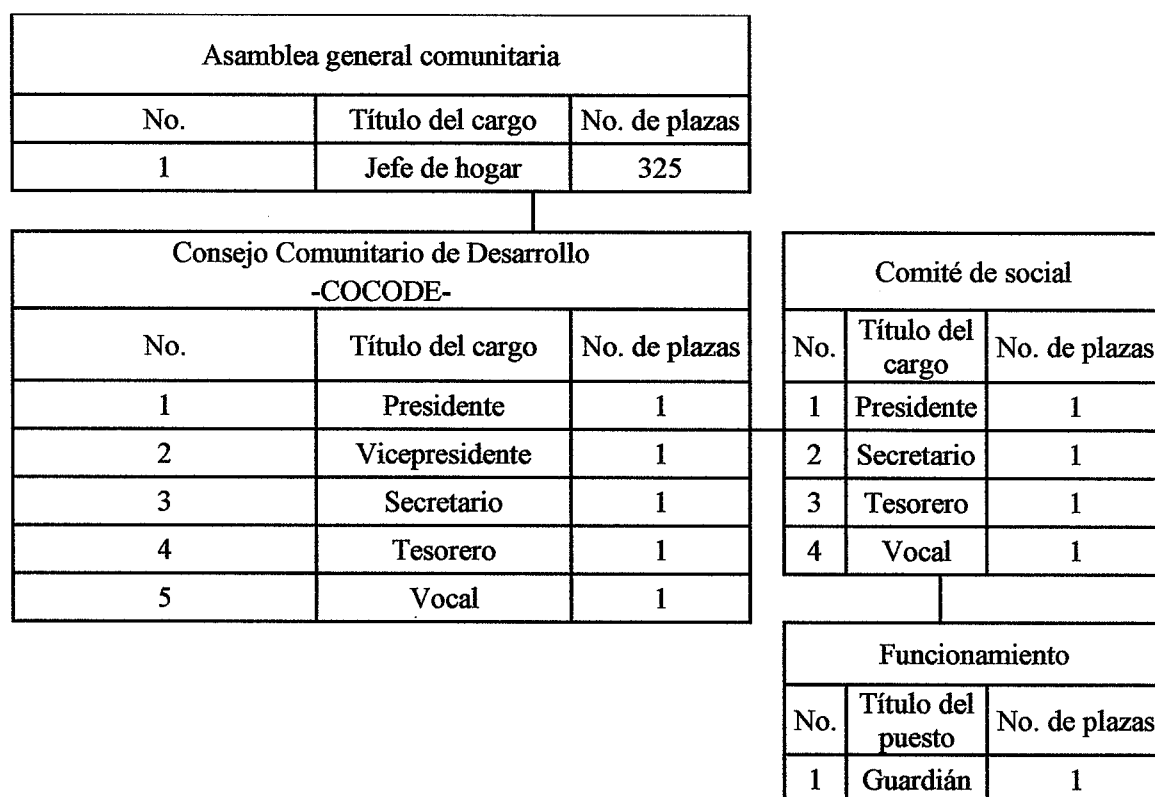 Asamblea general comunitaria
No. Título del cargo No. de plazas
1 Jefe de hogar 325
Consejo Comunitario de Desarrollo
-COCODE-
No. Título del cargo No. de plazas
1 Presidente 1
2 Vicepresidente 1
3 Secretario 1
4 Tesorero 1
5 Vocal 1
Comité de social
No. Título del cargo No. de plazas
1 Presidente 1
2 Secretario 1
3 Tesorero 1
4 Vocal 1
Funcionamiento
No. Título del puesto No. de plazas
1 Guardián 1